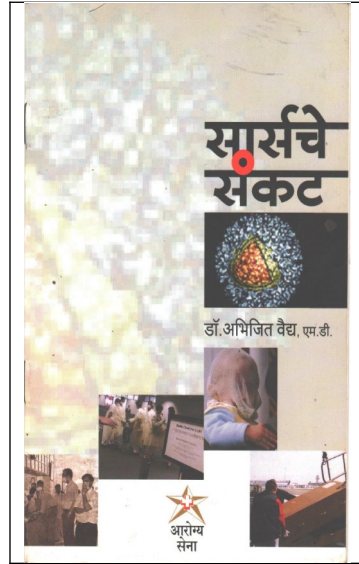 सार्सचे
संकट
डॉ.अभिजित वैद्य, एम.डी.
आरोग्य
सेना